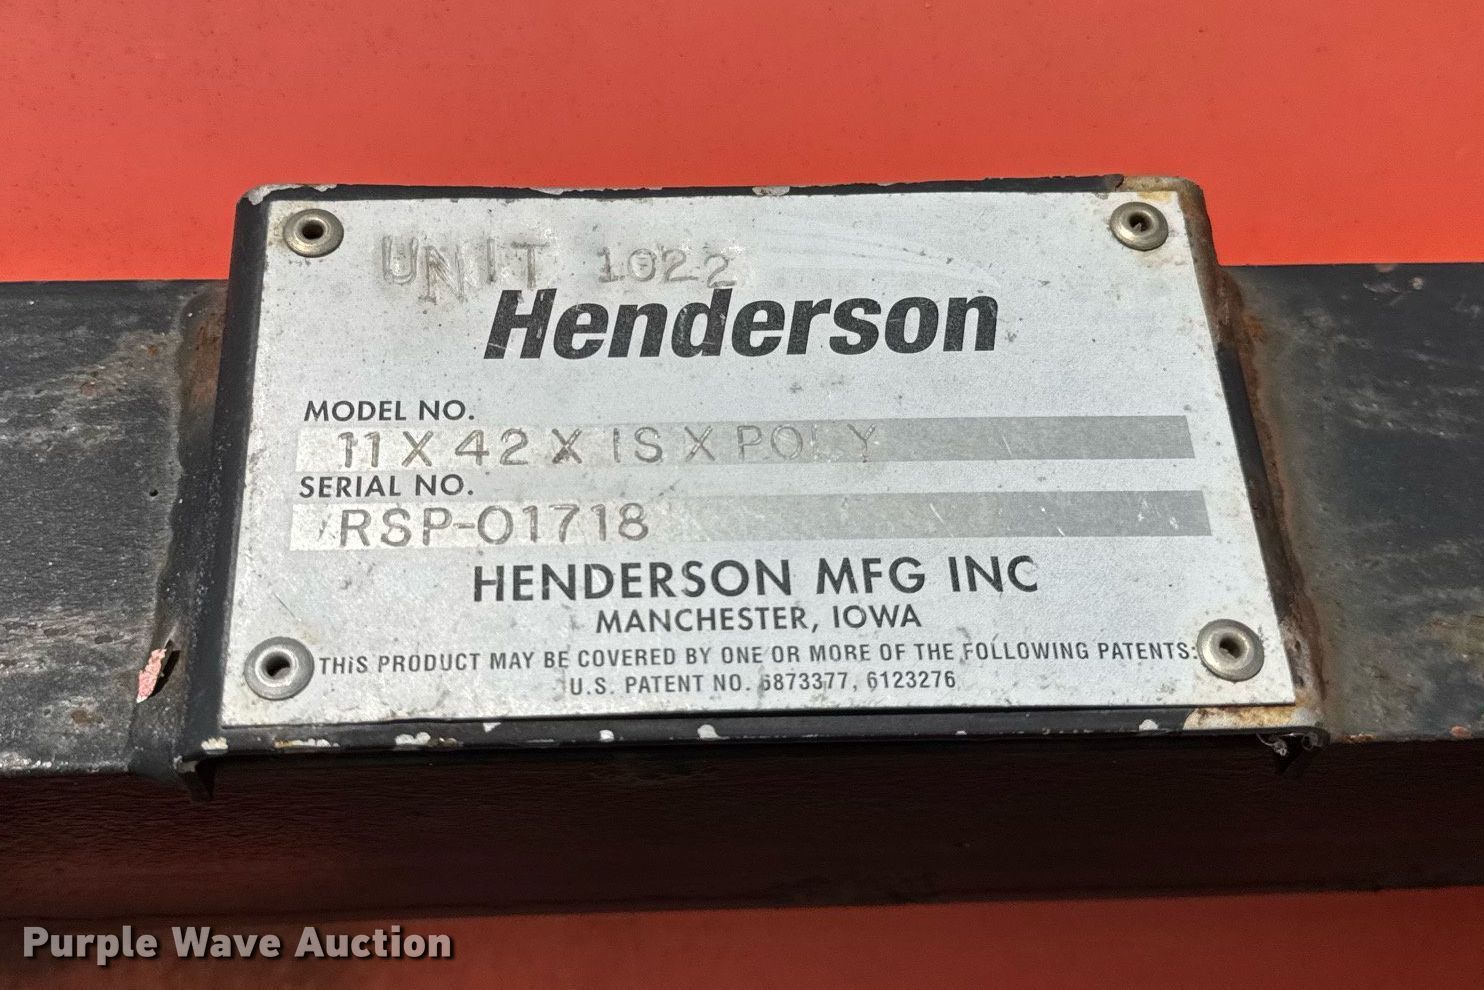 UNIT 1022
Henderson
MODEL NO.
11 X 42 X IS X POLY
SERIAL NO.
RSP-01718
HENDERSON MFG INC
MANCHESTER, IOWA
THIS PRODUCT MAY BE COVERED BY ONE OR MORE OF THE FOLLOWING PATENTS:
U.S. PATENT NO. 5873377, 6123276
Purple Wave Auction